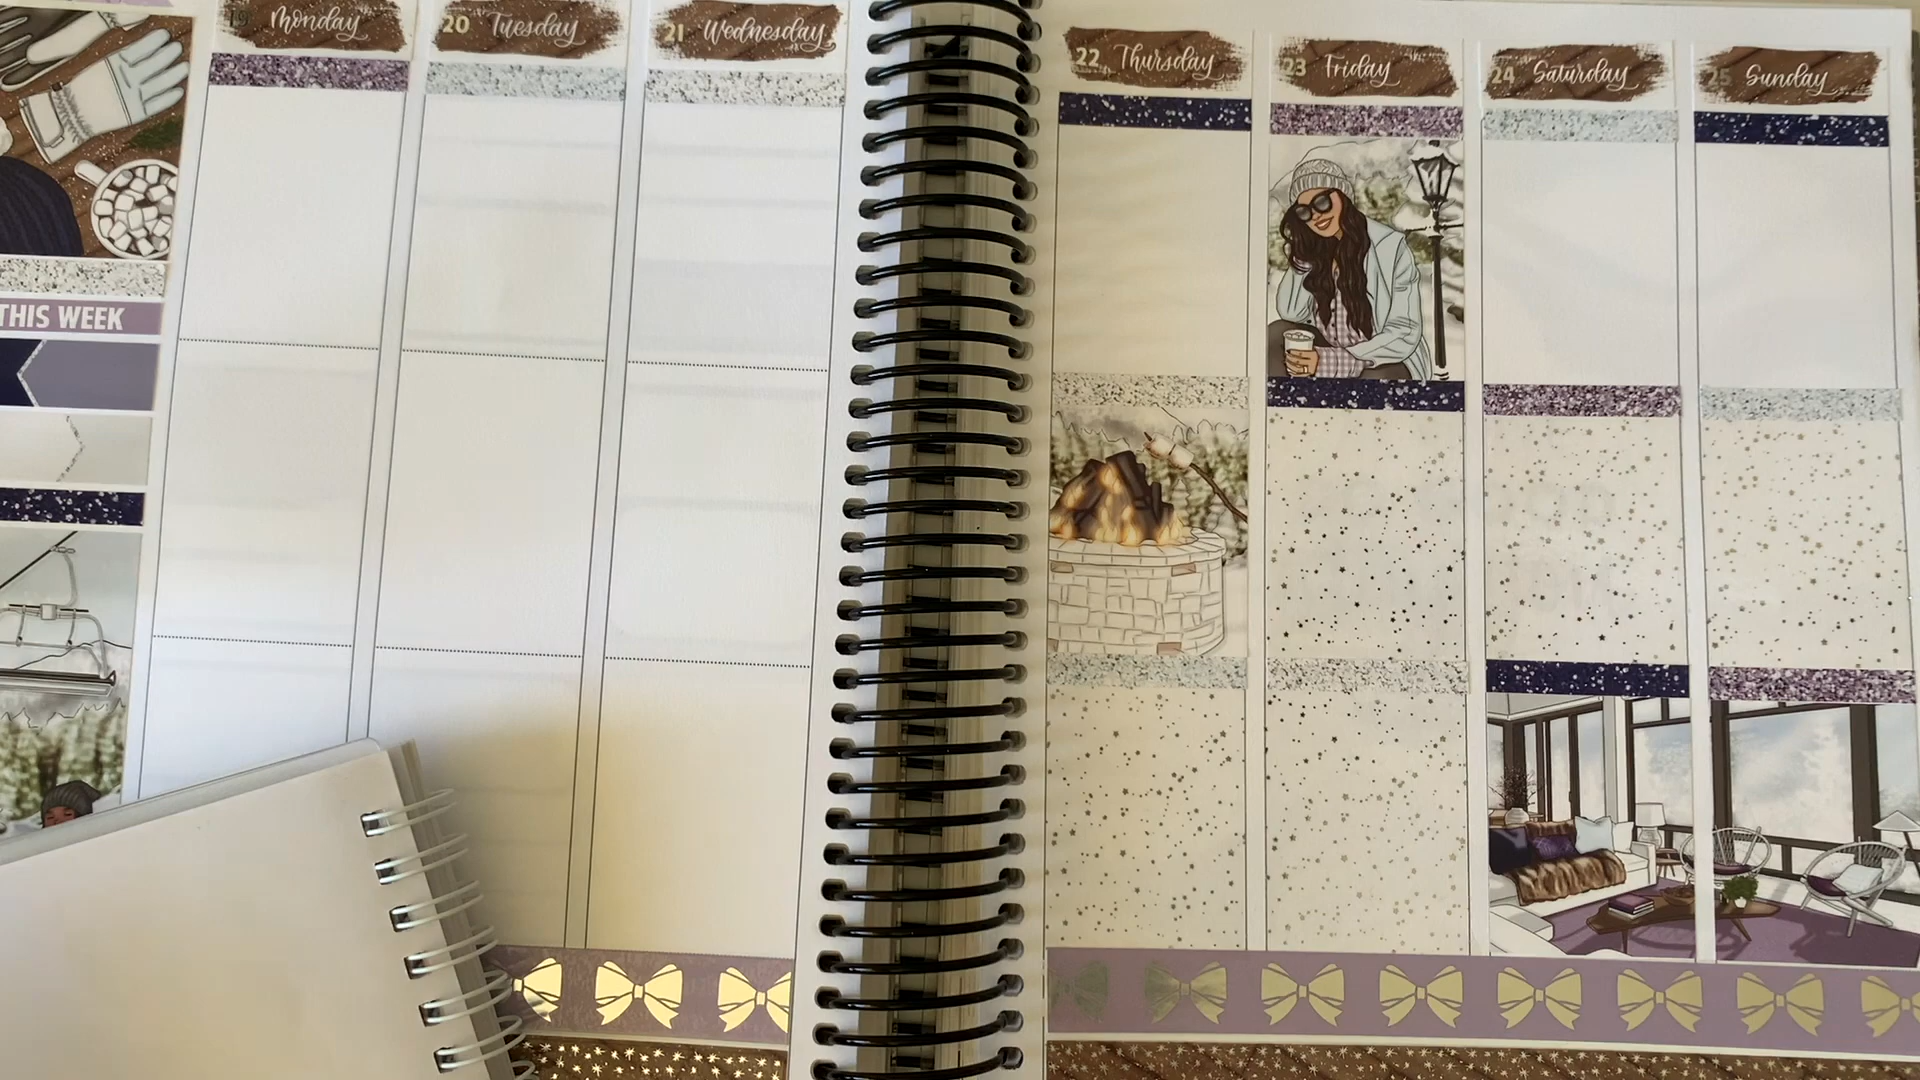 19 Monday
20 Tuesday
21 Wednesday
22 Thursday
23 Friday
24 Saturday
25 Sunday
THIS WEEK